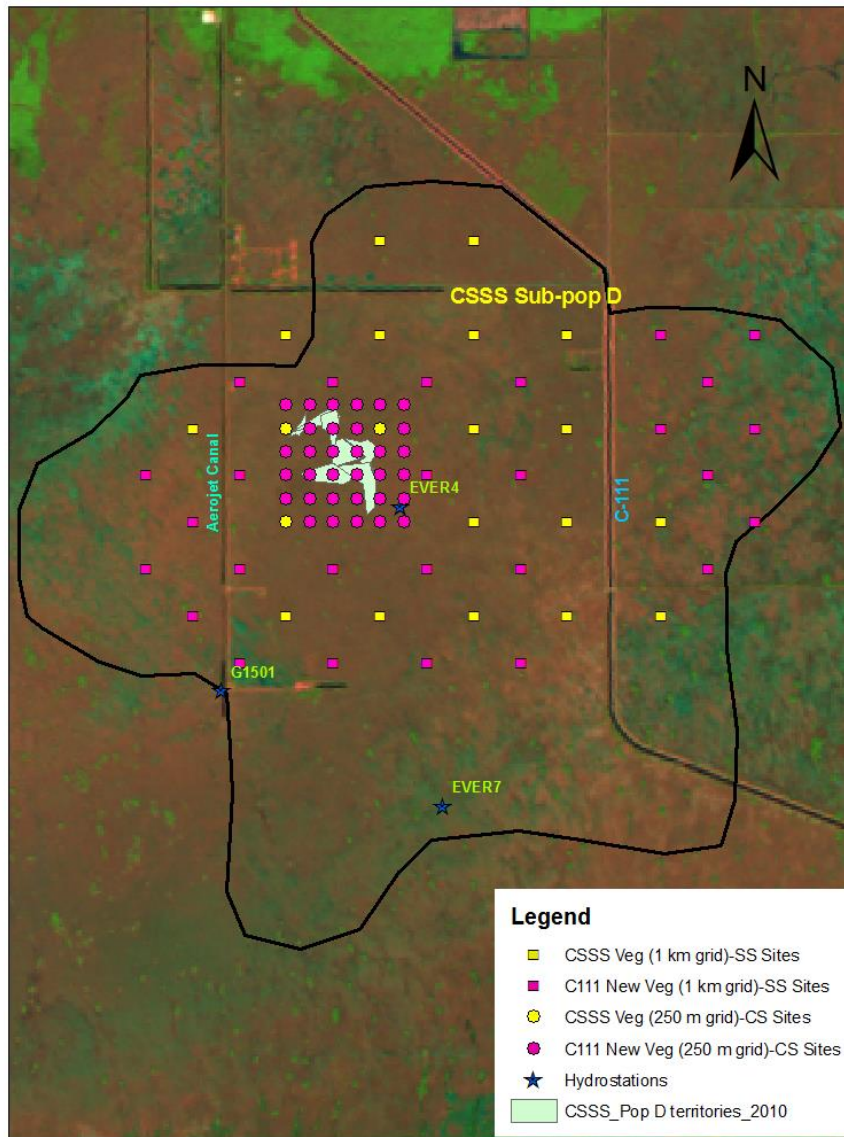 N
CSSS Sub-pop D
Aerojet Canal
EVER4
C-111
G1501
EVER7
Legend
CSSS Veg (1 km grid)-SS Sites
C111 New Veg (1 km grid)-SS Sites
CSSS Veg (250 m grid)-CS Sites
C111 New Veg (250 m grid)-CS Sites
Hydrostations
CSSS_Pop D territories_2010